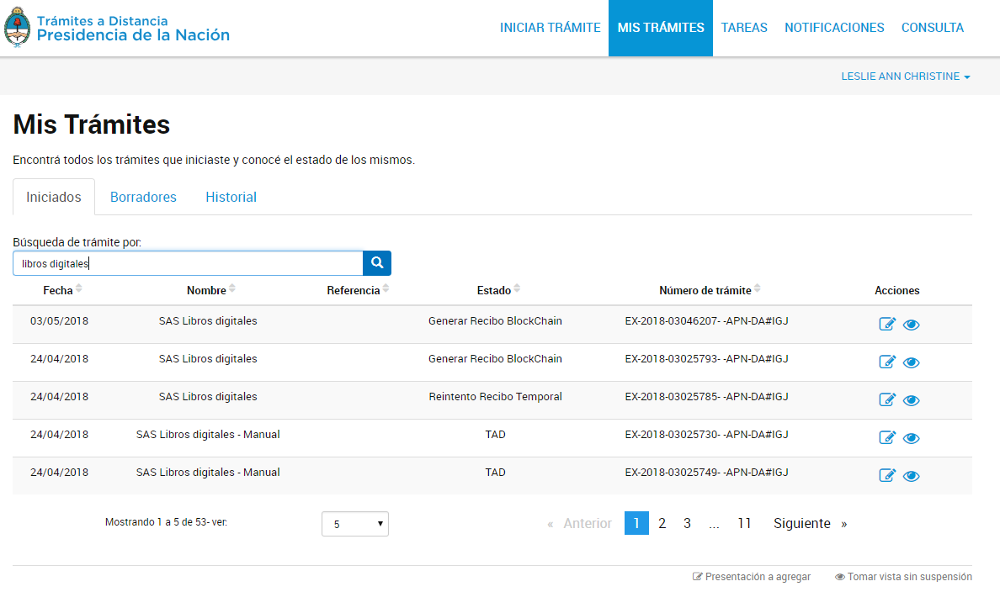 Trámites a Distancia
Presidencia de la Nación
INICIAR TRÁMITE MIS TRÁMITES TAREAS NOTIFICACIONES CONSULTA
LESLIE ANN CHRISTINE
Mis Trámites
Encontrá todos los trámites que iniciaste y conocé el estado de los mismos.
Iniciados Borradores Historial
Búsqueda de trámite por:
libros digitales
Fecha Nombre Referencia Estado Número de trámite Acciones
03/05/2018 SAS Libros digitales Generar Recibo BlockChain EX-2018-03046207- -APN-DA#IGJ
24/04/2018 SAS Libros digitales Generar Recibo BlockChain EX-2018-03025793- -APN-DA#IGJ
24/04/2018 SAS Libros digitales Reintento Recibo Temporal EX-2018-03025785- -APN-DA#IGJ
24/04/2018 SAS Libros digitales - Manual TAD EX-2018-03025730- -APN-DA#IGJ
24/04/2018 SAS Libros digitales - Manual TAD EX-2018-03025749- -APN-DA#IGJ
Mostrando 1 a 5 de 53- ver: 5 « Anterior 1 2 3 ... 11 Siguiente »
Presentación a agregar Tomar vista sin suspensión